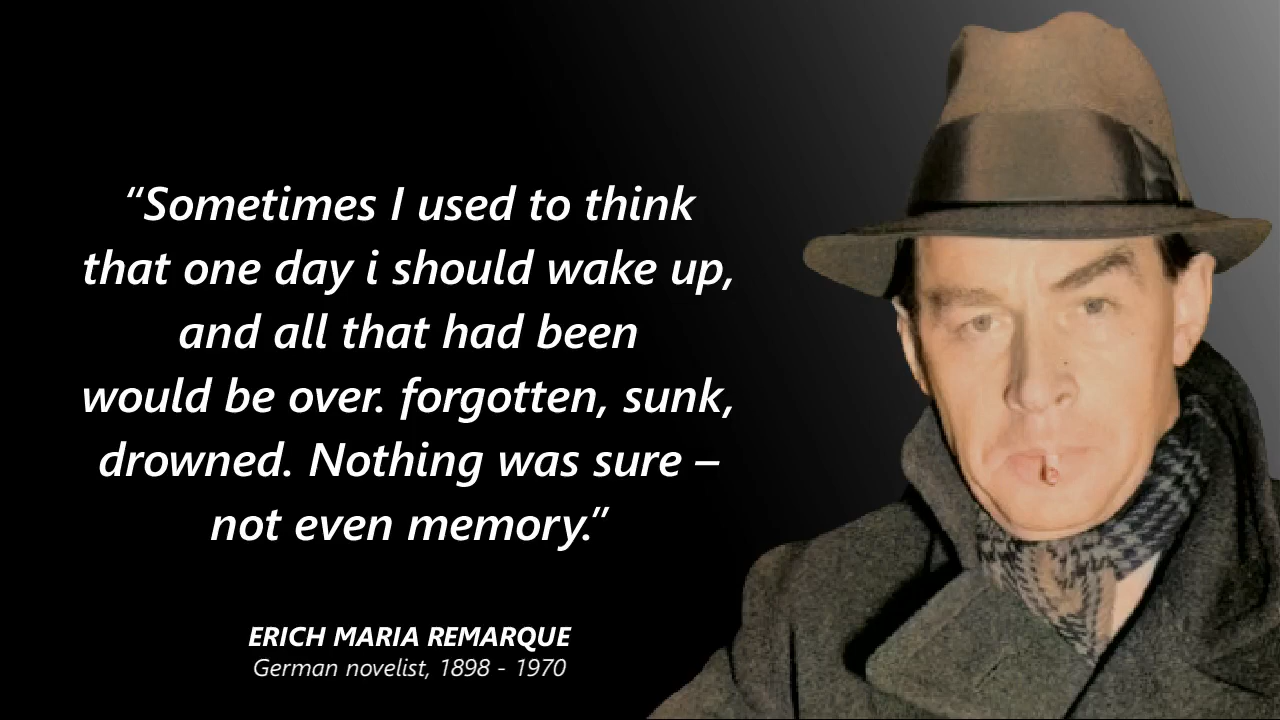 “Sometimes I used to think
that one day i should wake up,
and all that had been
would be over. forgotten, sunk,
drowned. Nothing was sure –
not even memory.”
ERICH MARIA REMARQUE
German novelist, 1898 - 1970